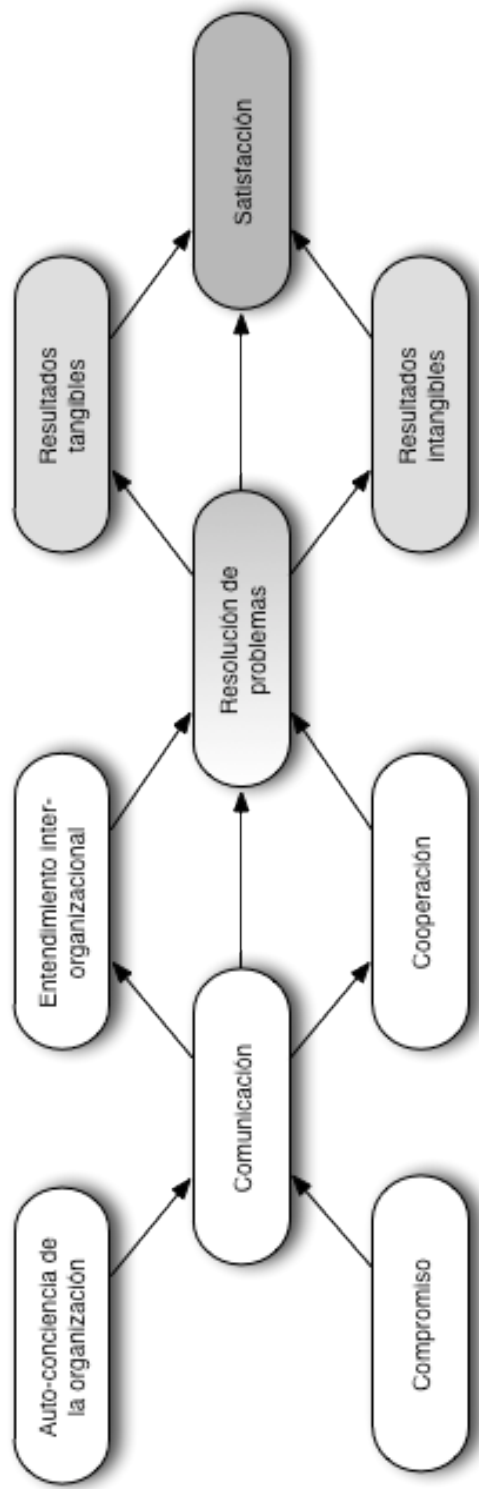 Auto-conciencia de
la organización
Compromiso
Comunicación
Entendimiento inter-
organizacional
Cooperación
Resolución de
problemas
Resultados
tangibles
Resultados
intangibles
Satisfacción